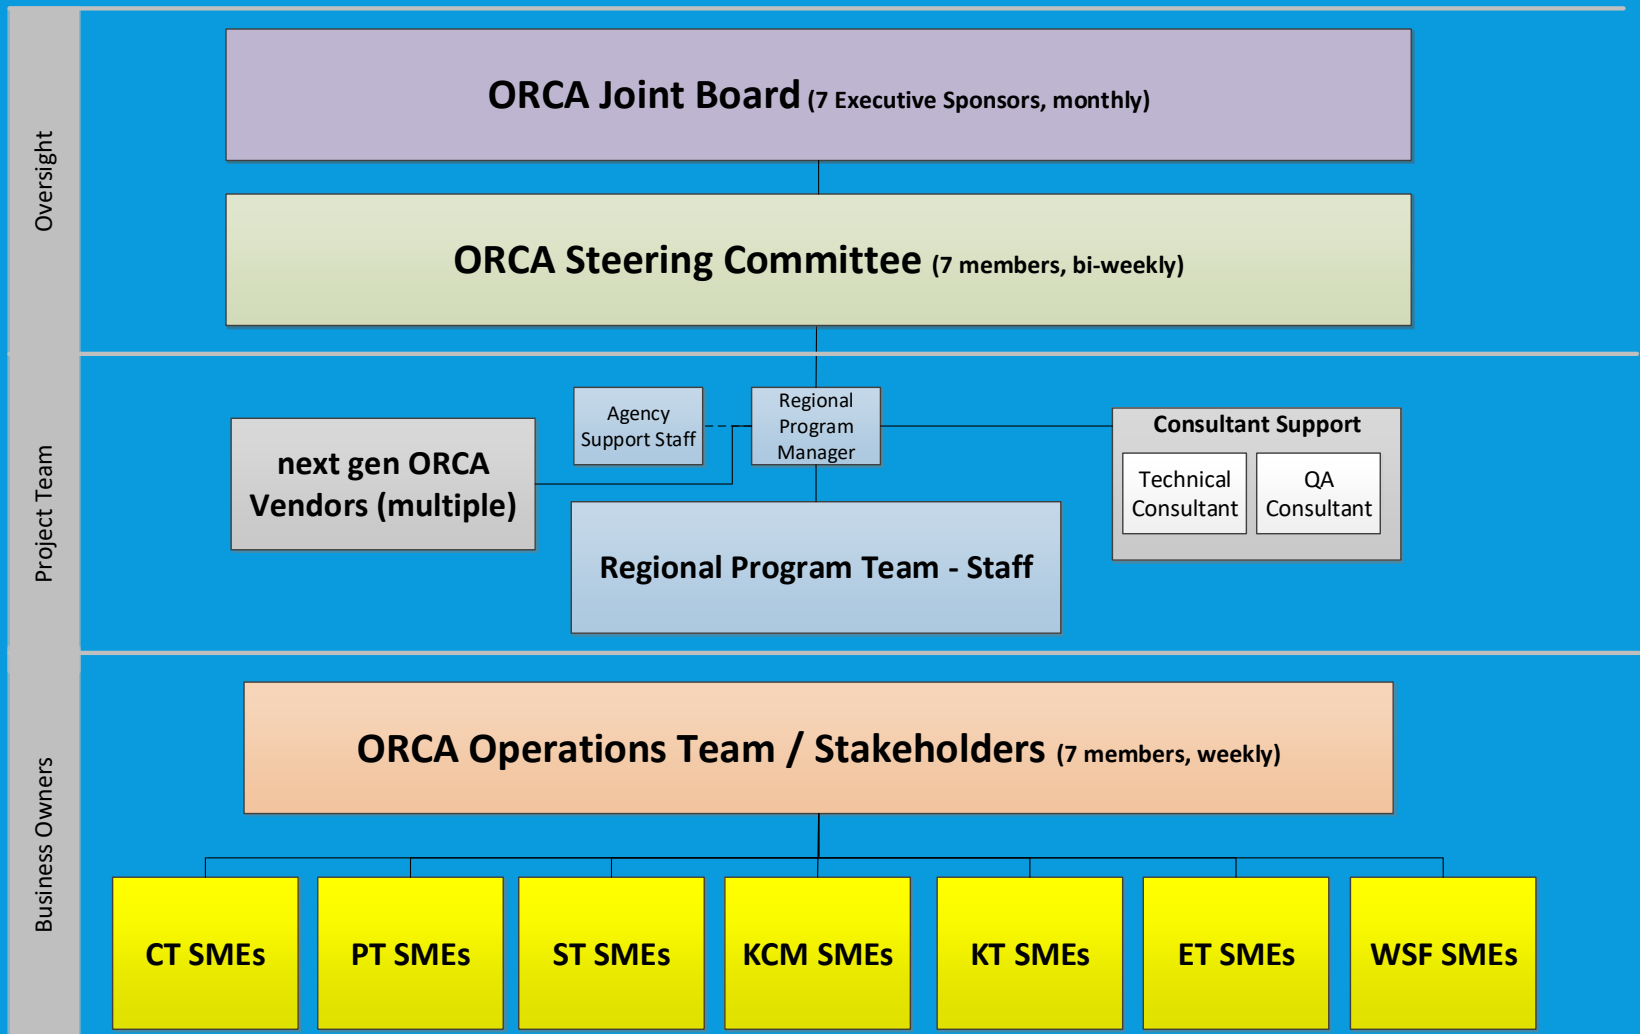 Oversight
ORCA Joint Board (7 Executive Sponsors, monthly)
ORCA Steering Committee (7 members, bi-weekly)
Project Team
next gen ORCA
Vendors (multiple)
Agency
Support Staff
Regional
Program
Manager
Consultant Support
Technical
Consultant
QA
Consultant
Regional Program Team - Staff
Business Owners
ORCA Operations Team / Stakeholders (7 members, weekly)
CT SMEs
PT SMEs
ST SMEs
KCM SMEs
KT SMEs
ET SMEs
WSF SMEs